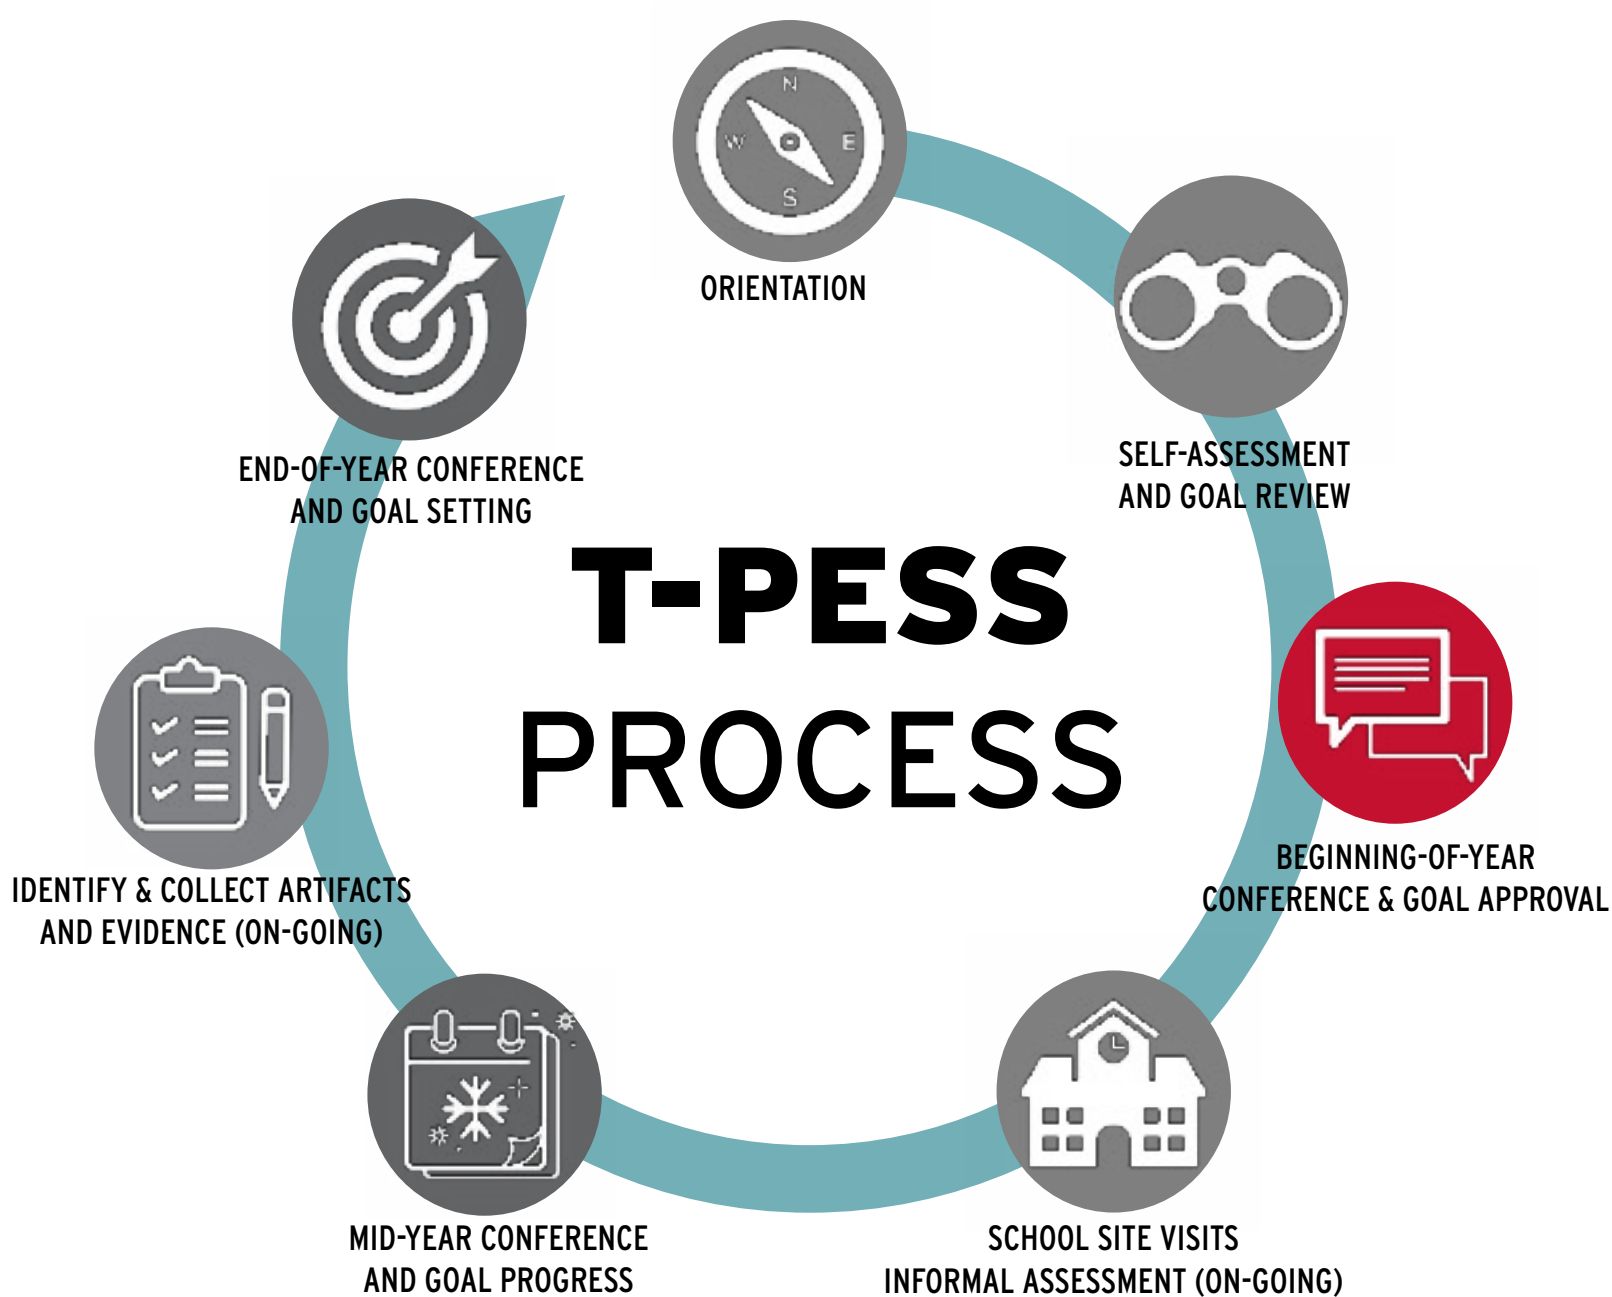 N
W
E
S
ORIENTATION
SELF-ASSESSMENT
AND GOAL REVIEW
BEGINNING-OF-YEAR
CONFERENCE & GOAL APPROVAL
SCHOOL SITE VISITS
INFORMAL ASSESSMENT (ON-GOING)
MID-YEAR CONFERENCE
AND GOAL PROGRESS
IDENTIFY & COLLECT ARTIFACTS
AND EVIDENCE (ON-GOING)
END-OF-YEAR CONFERENCE
AND GOAL SETTING
T-PESS
PROCESS